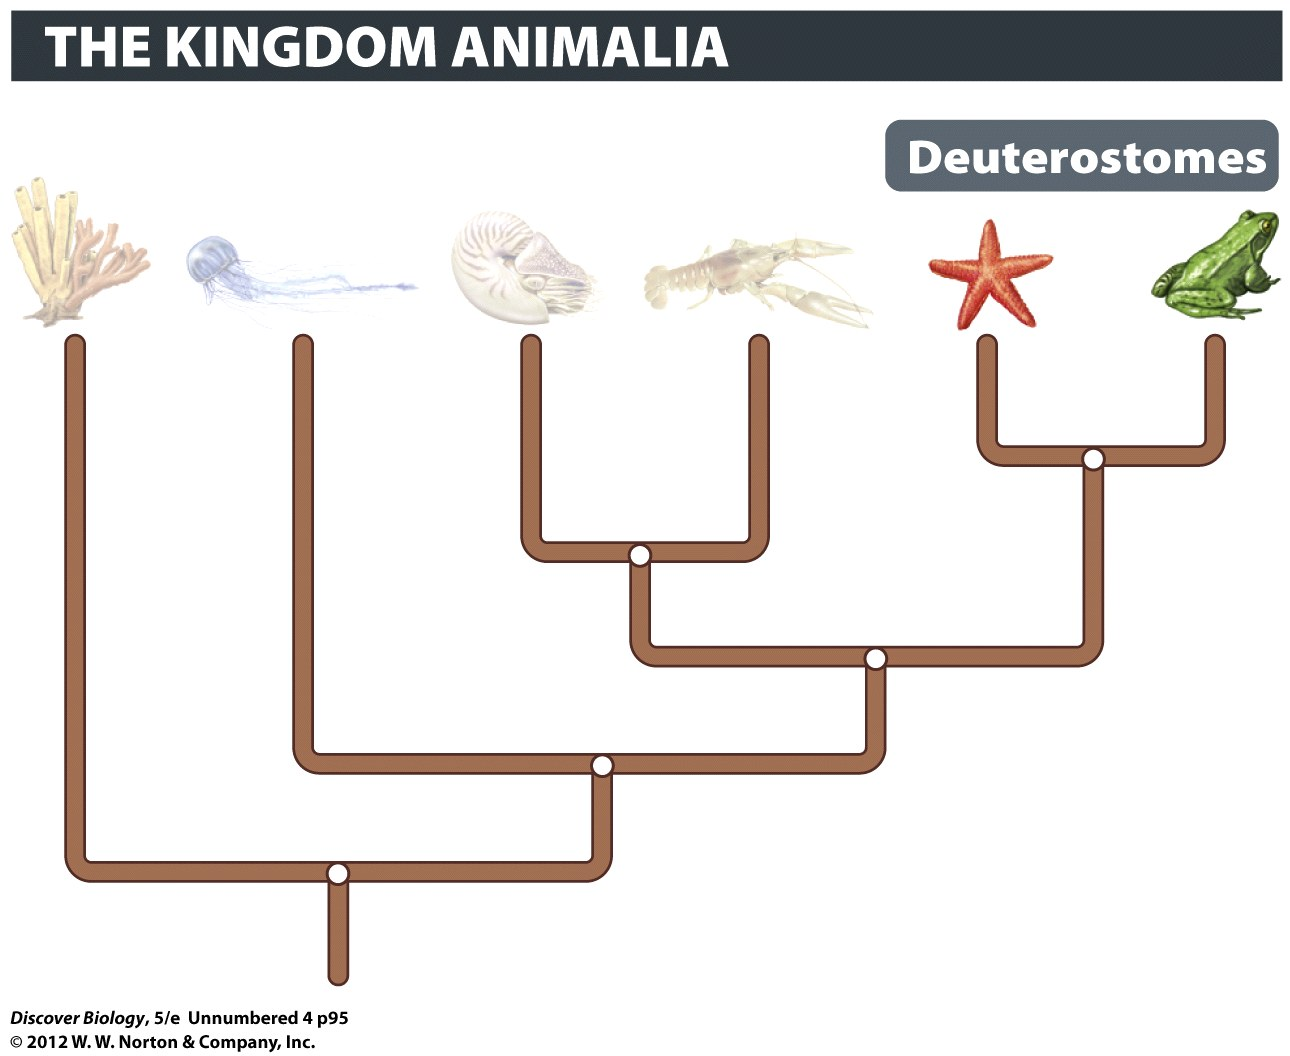 THE KINGDOM ANIMALIA
Deuterostomes
Discover Biology, 5/e Unnumbered 4 p95
© 2012 W. W. Norton & Company, Inc.